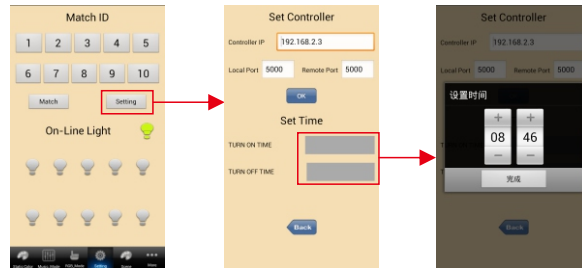 Match ID
1 2 3 4 5
6 7 8 9 10
Match Setting
On-Line Light
Music Mode Setting
Set Controller
Controller IP 192.168.2.3
Local Port 5000 Remote Port 5000
OK
Set Time
TURN ON TIME
TURN OFF TIME
Back
Set Controller
Controller IP 192.168.2.3
Local Port 5000 Remote Port 5000
设置时间
+ +
08 46
- -
完成
Back